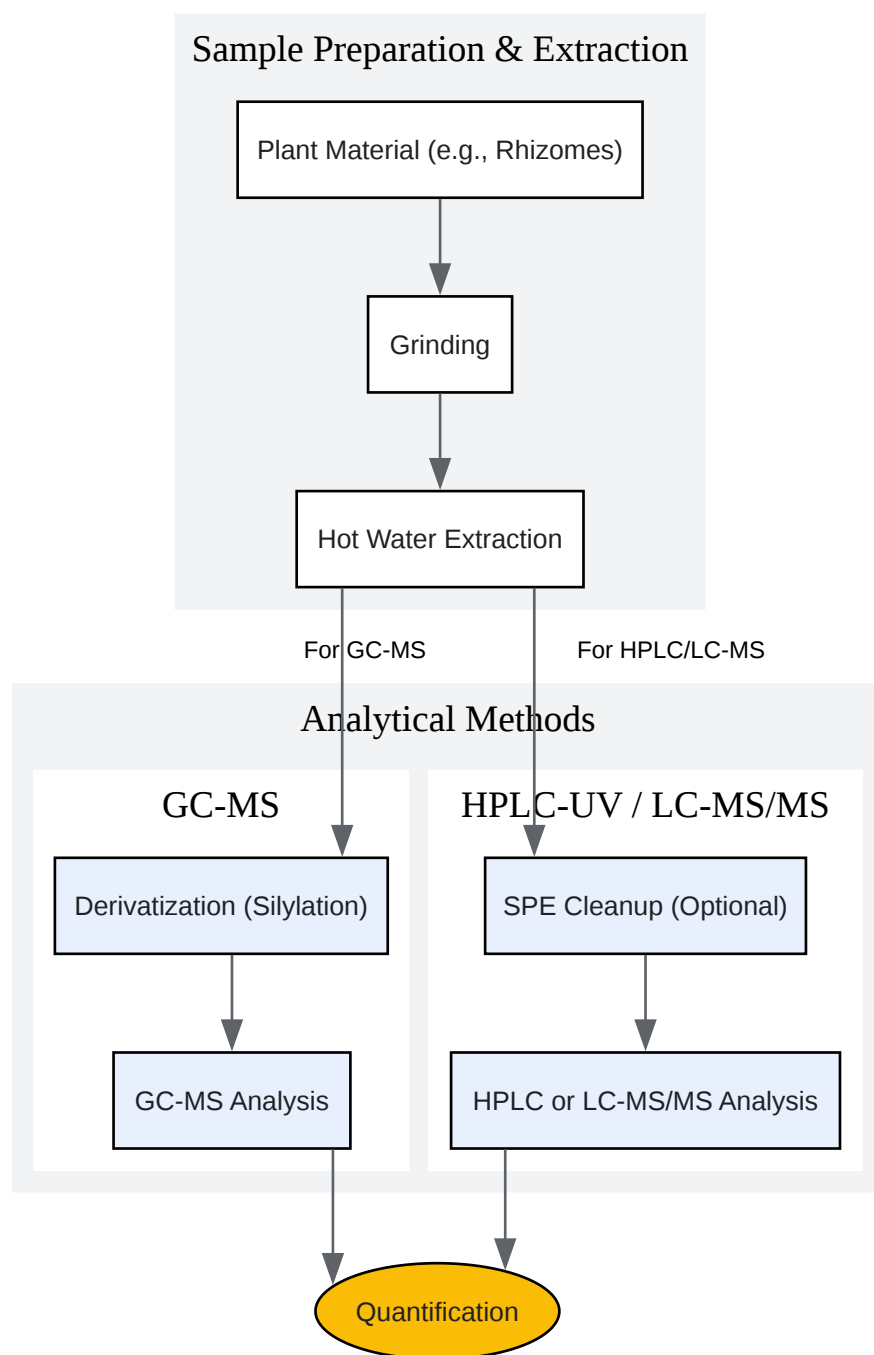 Sample Preparation & Extraction
Plant Material (e.g., Rhizomes)
Grinding
Hot Water Extraction
For GC-MS
For HPLC/LC-MS
Analytical Methods
GC-MS
HPLC-UV / LC-MS/MS
Derivatization (Silylation)
SPE Cleanup (Optional)
GC-MS Analysis
HPLC or LC-MS/MS Analysis
Quantification